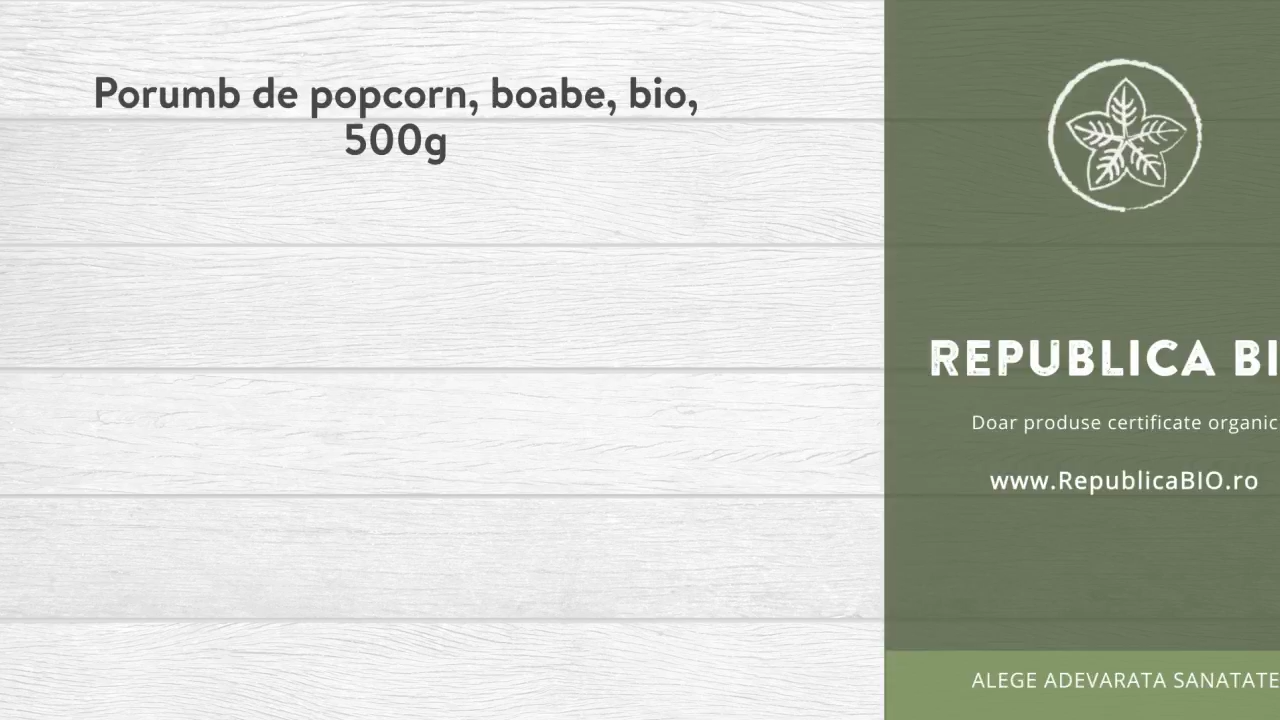 Porumb de popcorn, boabe, bio,
500g
REPUBLICA BI
Doar produse certificate organic
www.RepublicaBIO.ro
ALEGE ADEVARATA SANATATE